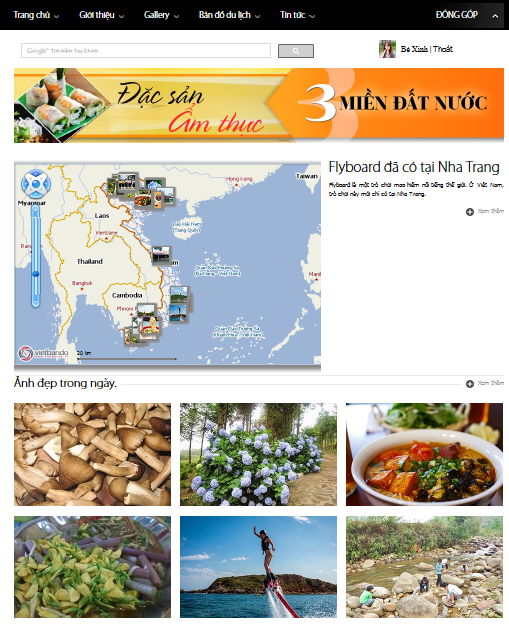 Trang chủ Giới thiệu Gallery Bản đồ du lịch Tin tức ĐÓNG GÓP
Google™ Tìm Kiếm Tùy Chỉnh
Bé Xinh | Thoát
Đặc sản
Ẩm thực
3 MIỀN ĐẤT NƯỚC
Flyboard đã có tại Nha Trang
Flyboard là một trò chơi mạo hiểm nổi tiếng thế giới. Ở Việt Nam,
trò chơi này mới chỉ có tại Nha Trang.
Xem thêm
Taiwan
Hong Kong
Myanmar
Laos
Vientiane
Đảo Hải Nam
(Trung Quốc)
Thailand
Bangkok
Quần Đảo Hoàng Sa
(Đà Nẵng - Việt Nam)
Cambodia
Phnom
Quần Đảo Trường Sa
(Khánh Hòa - Việt Nam)
vietbando
Ảnh đẹp trong ngày.
Xem thêm